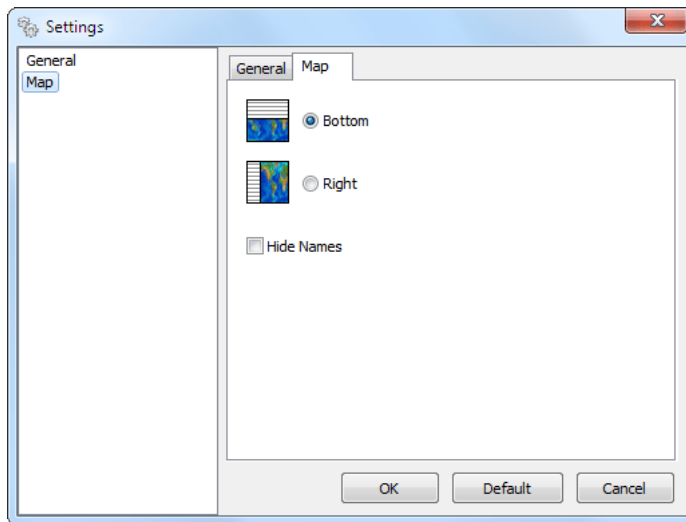 Settings
General
Map
General Map
Bottom
Right
Hide Names
OK Default Cancel